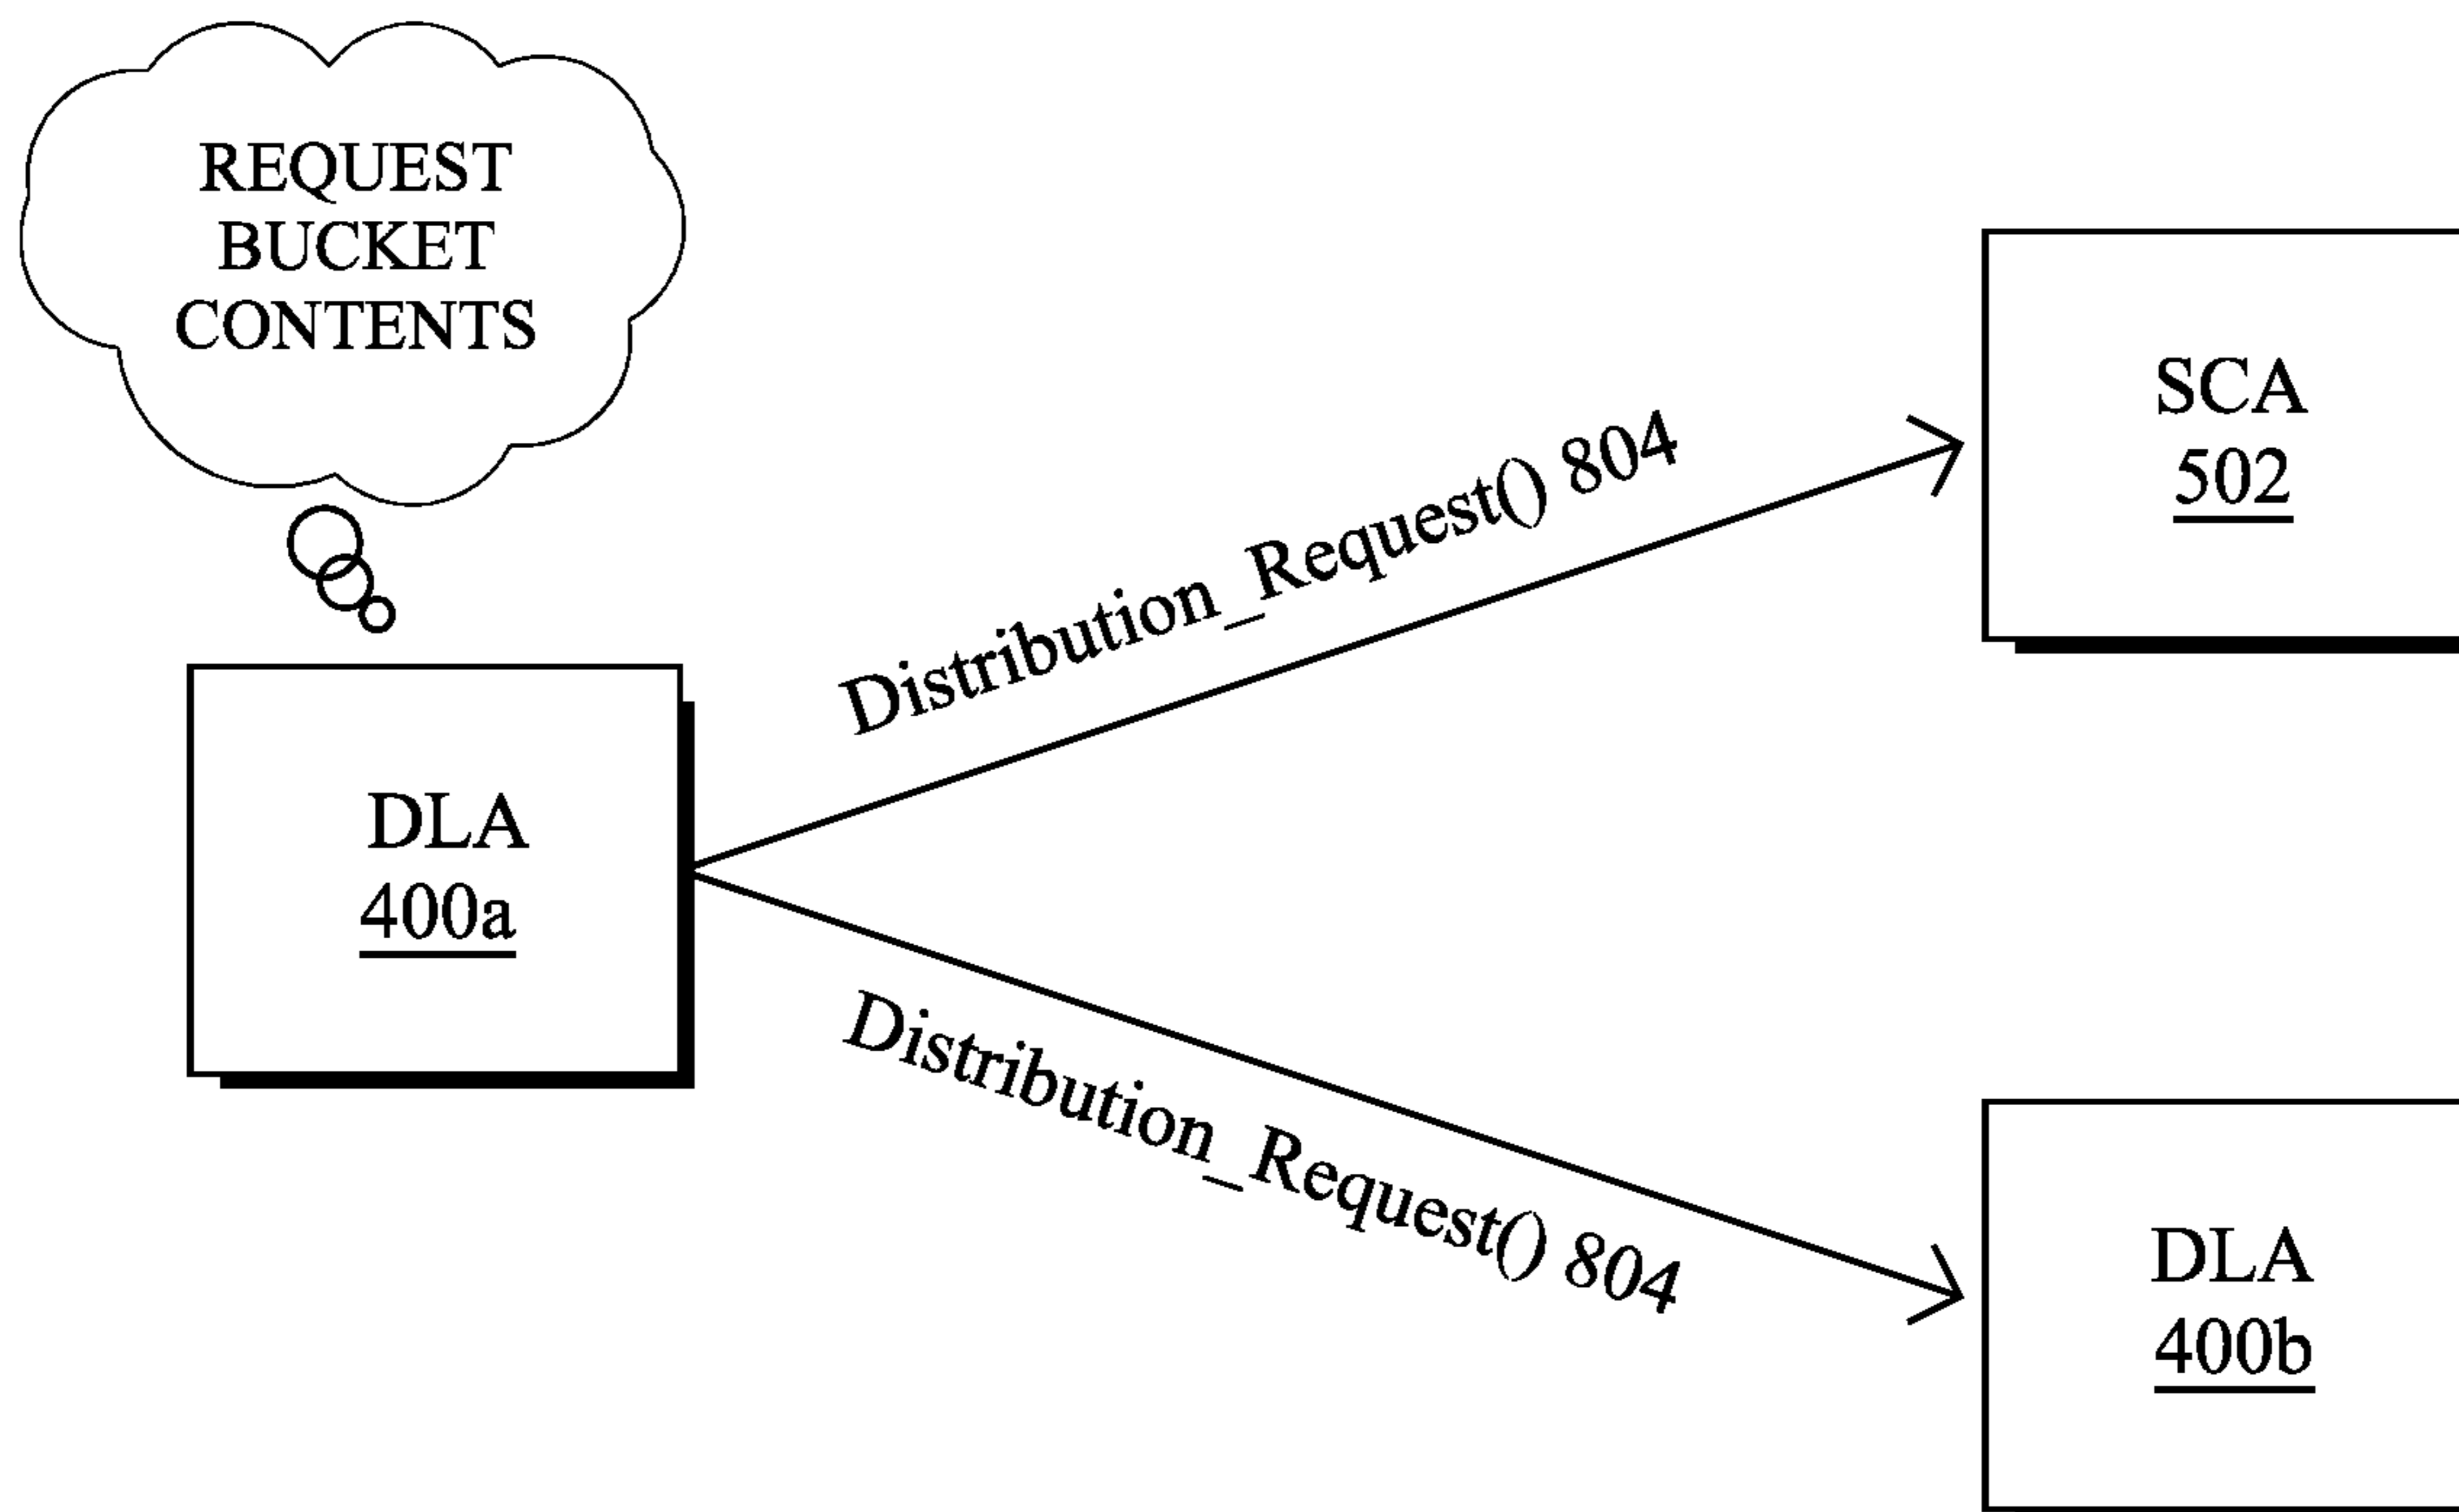 REQUEST
BUCKET
CONTENTS
SCA
502
Distribution_Request() 804
DLA
400a
Distribution_Request() 804
DLA
400b